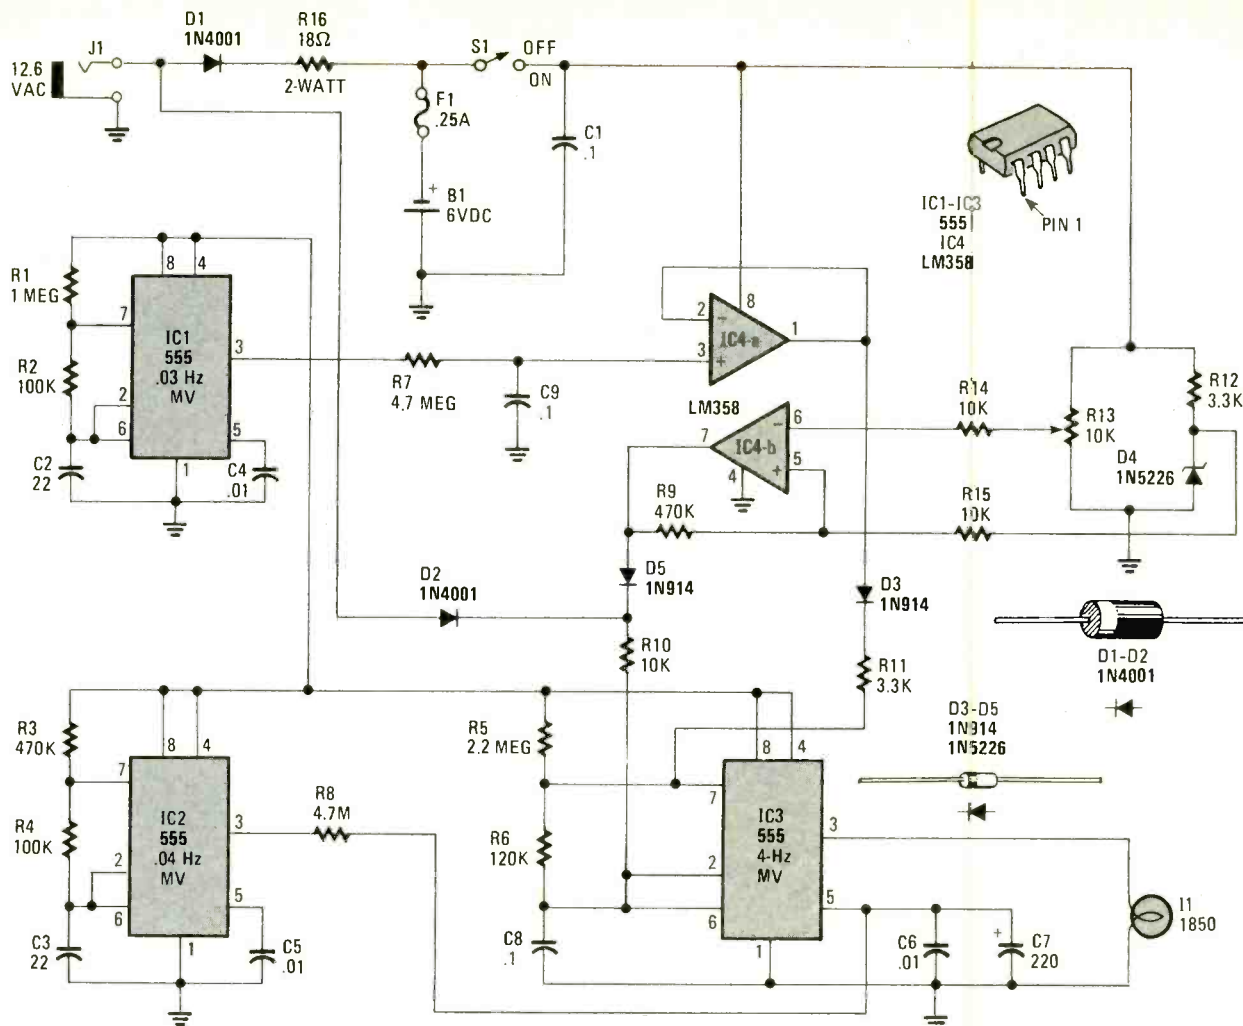 D1
1N4001
R16
18Ω
2-WATT
J1
12.6
VAC
S1
OFF
ON
F1
.25A
C1
.1
B1
6VDC
+
IC1-IC3
555
IC4
LM358
PIN 1
R1
1 MEG
R2
100K
C2
22
8
4
7
IC1
555
.03 Hz
MV
3
2
6
5
1
C4
.01
R7
4.7 MEG
C9
.1
2
8
1
3
−
+
IC4-a
LM358
7
IC4-b
6
5
4
−
+
R14
10K
R13
10K
R12
3.3K
D4
1N5226
R15
10K
R9
470K
D5
1N914
D2
1N4001
D3
1N914
R10
10K
R11
3.3K
D1-D2
1N4001
D3-D5
1N914
1N5226
R3
470K
R4
100K
C3
22
8
4
7
IC2
555
.04 Hz
MV
3
2
6
5
1
C5
.01
R8
4.7M
R5
2.2 MEG
R6
120K
C8
.1
8
4
7
IC3
555
4-Hz
MV
3
2
6
5
1
C6
.01
+
C7
220
I1
1850